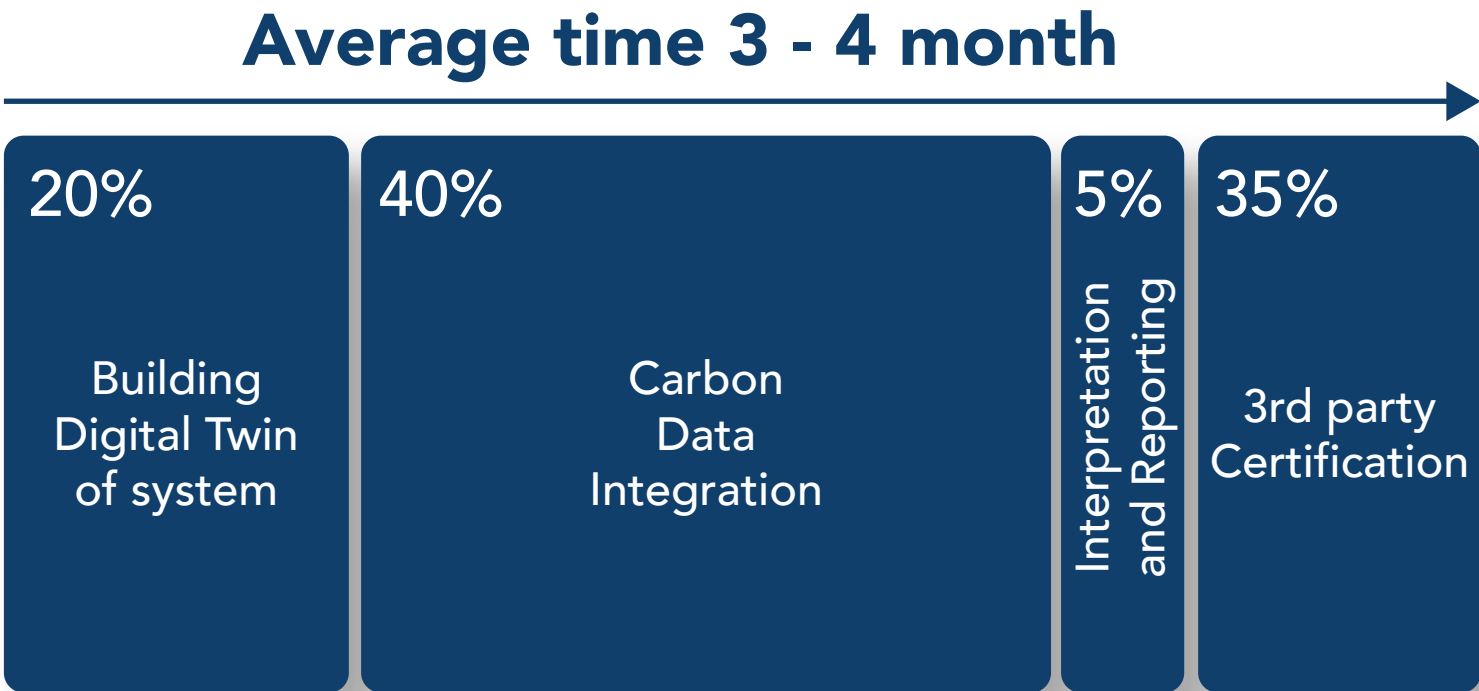 Average time 3 - 4 month
20%
Building
Digital Twin
of system
40%
Carbon
Data
Integration
5%
Interpretation
and Reporting
35%
3rd party
Certification